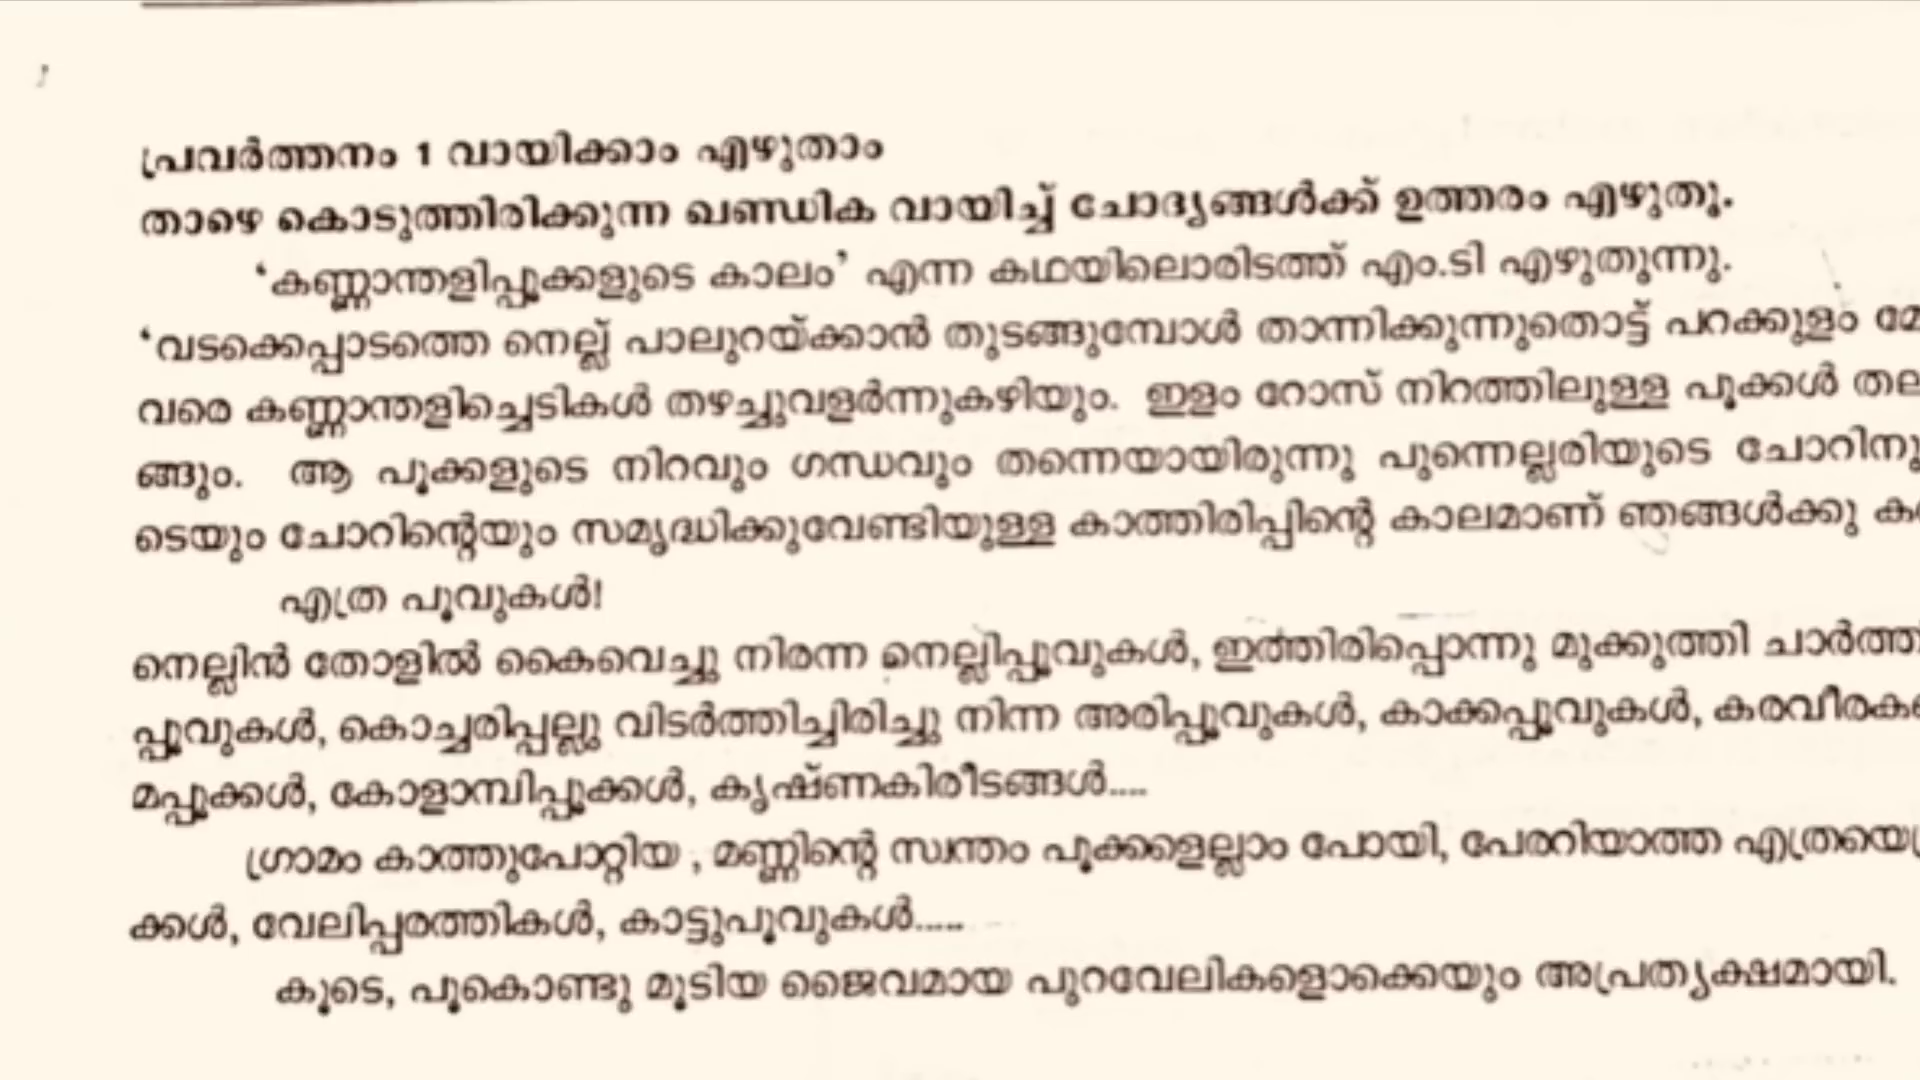 പ്രവർത്തനം 1 വായിക്കാം എഴുതാം
താഴെ കൊടുത്തിരിക്കുന്ന ഖണ്ഡിക വായിച്ച് ചോദ്യങ്ങൾക്ക് ഉത്തരം എഴുതൂ.
‘കണ്ണാന്തളിപ്പൂക്കളുടെ കാലം’ എന്ന കഥയിലൊരിടത്ത് എം.ടി എഴുതുന്നു.
‘വടക്കെപ്പാടത്തെ നെല്ല് പാലുറയ്ക്കാൻ തുടങ്ങുമ്പോൾ താന്നിക്കുന്നുതൊട്ട് പറക്കുളം
വരെ കണ്ണാന്തളിച്ചെടികൾ തഴച്ചുവളർന്നുകഴിയും. ഇളം റോസ് നിറത്തിലുള്ള പൂക്കൾ
ങ്ങും. ആ പൂക്കളുടെ നിറവും ഗന്ധവും തന്നെയായിരുന്നു പുന്നെല്ലരിയുടെ
ടെയും ചോറിന്റെയും സമൃദ്ധിക്കുവേണ്ടിയുള്ള കാത്തിരിപ്പിന്റെ കാലമാണ് ഞങ്ങൾക്കു
എത്ര പൂവുകൾ!
നെല്ലിൻ തോളിൽ കൈവെച്ചു നിരന്ന നെല്ലിപ്പൂവുകൾ, ഇത്തിരിപ്പൊന്നു മുക്കുത്തി
പ്പൂവുകൾ, കൊച്ചരിപ്പല്ലു വിടർത്തിച്ചിരിച്ചു നിന്ന അരിപ്പൂവുകൾ, കാക്കപ്പൂവുകൾ,
മപ്പൂക്കൾ, കോളാമ്പിപ്പൂക്കൾ, കൃഷ്ണകിരീടങ്ങൾ....
ഗ്രാമം കാത്തുപോറ്റിയ , മണ്ണിന്റെ സ്വന്തം പൂക്കളെല്ലാം പോയി, പേരറിയാത്ത
ക്കൾ, വേലിപ്പരത്തികൾ, കാട്ടുപൂവുകൾ.....
കൂടെ, പൂകൊണ്ടു മൂടിയ ജൈവമായ പുറവേലികളൊക്കെയും അപ്രത്യക്ഷമായി.